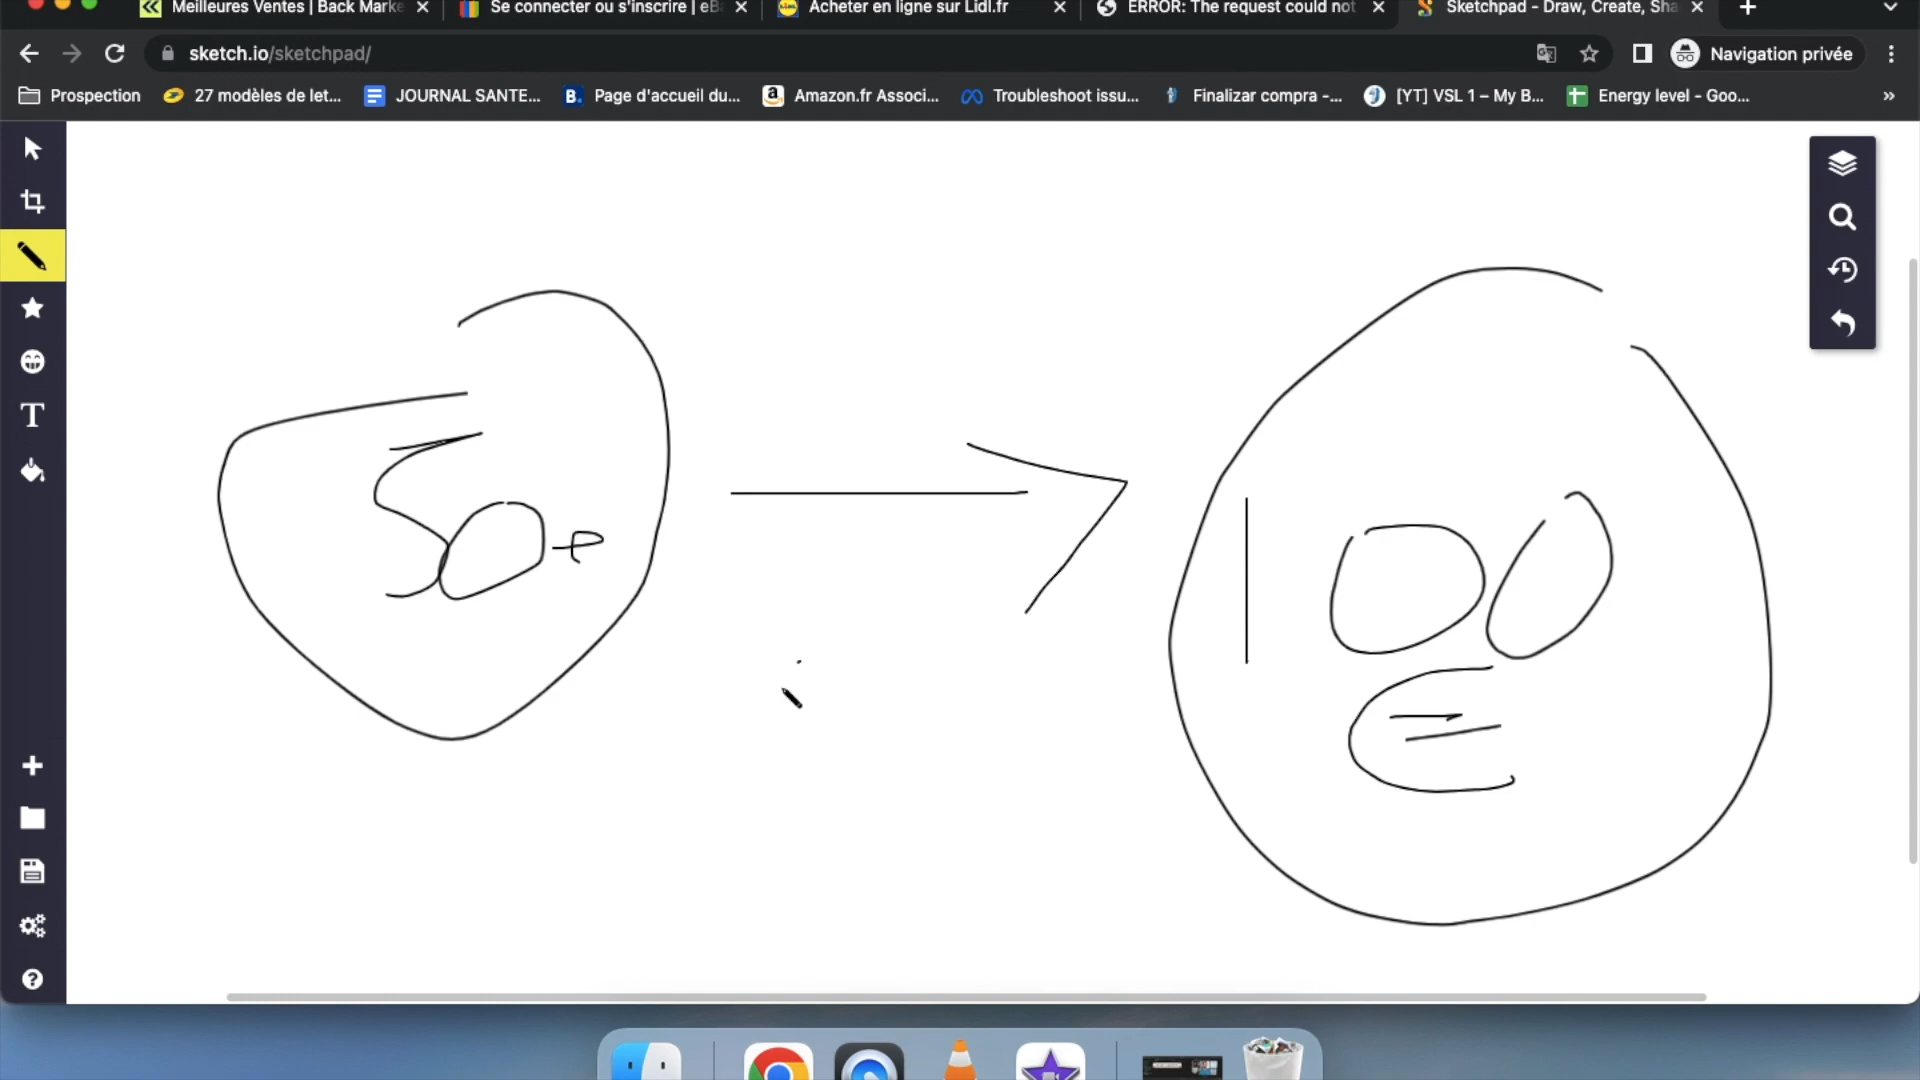 Meilleures Ventes | Back Marke
Se connecter ou s'inscrire | eB
Acheter en ligne sur Lidl.fr
ERROR: The request could not
Sketchpad - Draw, Create, Sha
sketch.io/sketchpad/
Navigation privée
Prospection
27 modèles de let...
JOURNAL SANTE...
B.
Page d'accueil du...
Amazon.fr Associ...
Troubleshoot issu...
Finalizar compra -...
[YT] VSL 1 – My B...
Energy level - Goo...
T
50
100
€